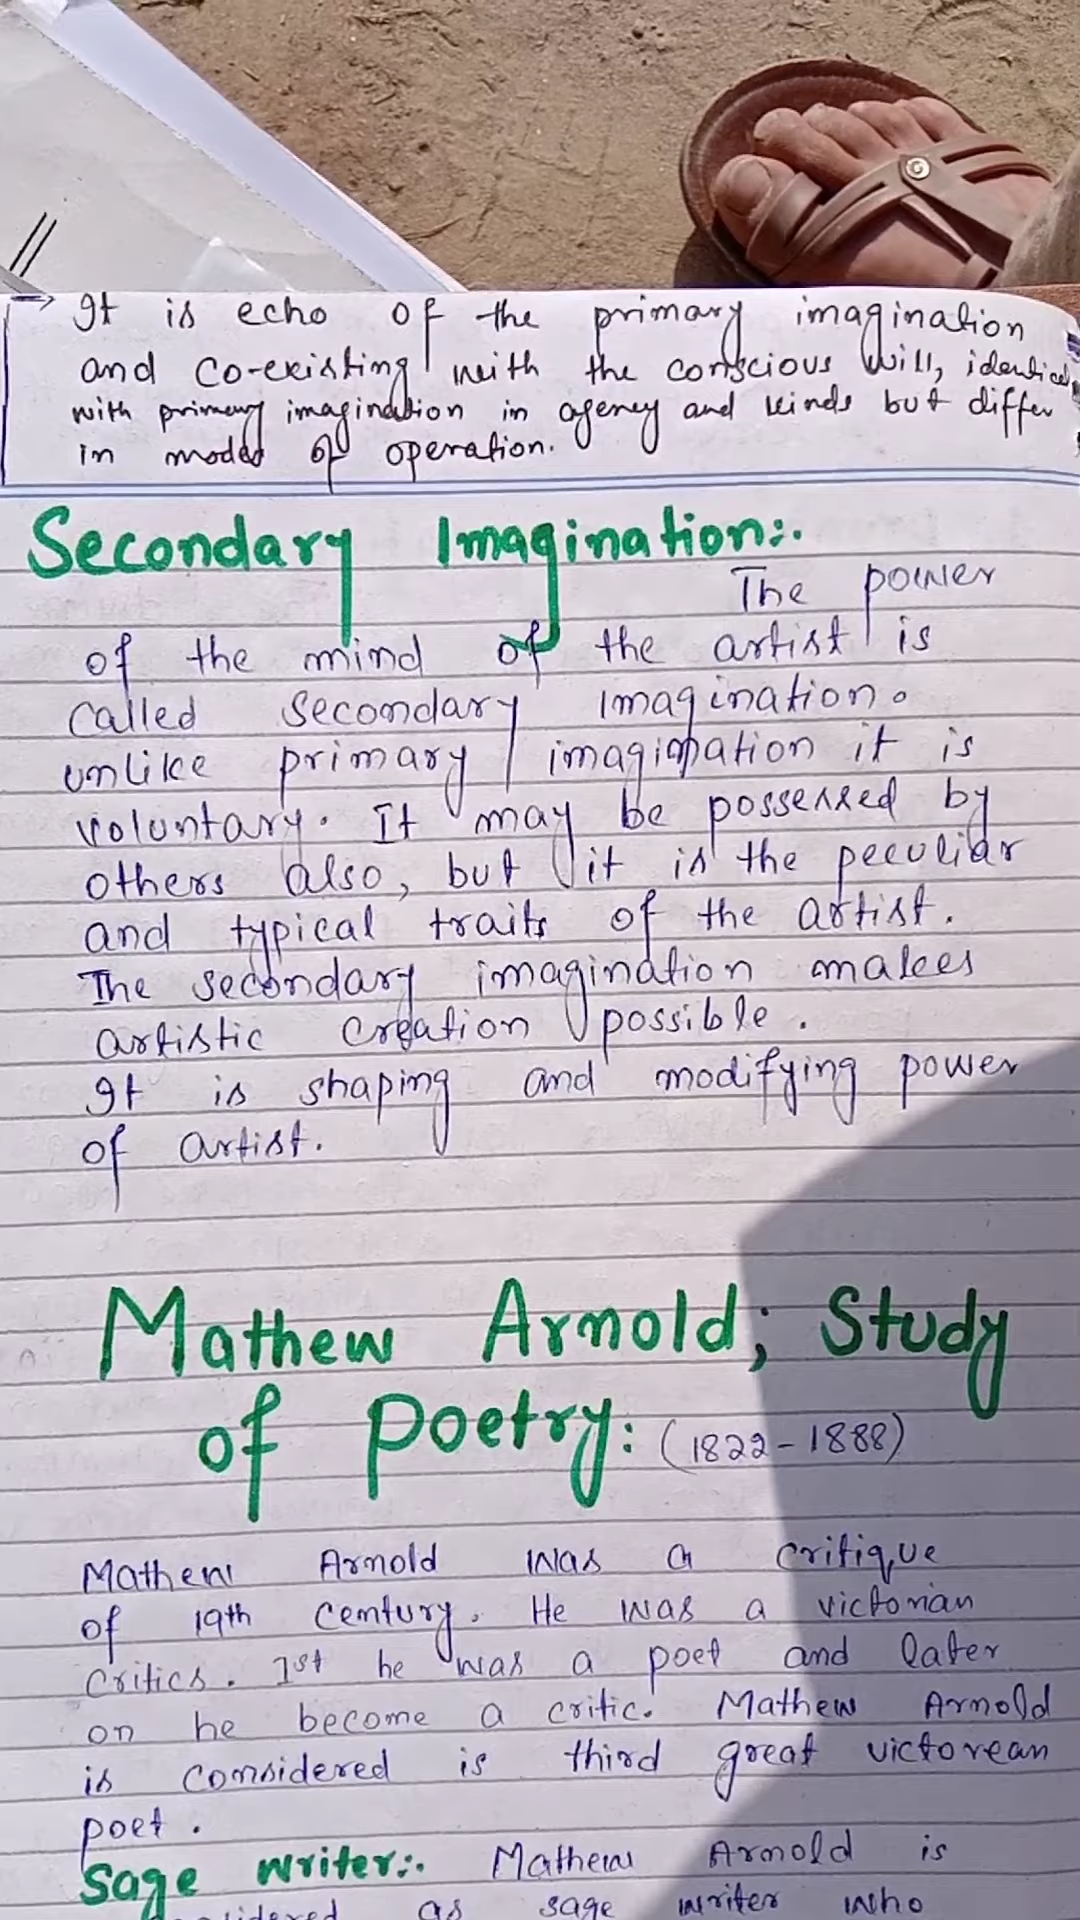 It is echo of the primary imagination
and co-existing with the conscious will, identical
with primary imagination in agency and kinds but differ
in modes of operation.
Secondary Imagination:.
The power
of the mind of the artist is
called secondary imagination.
unlike primary imagination it is
voluntary. It may be possessed by
others also, but it is the peculiar
and typical traits of the artist.
The secondary imagination makes
artistic creation possible.
It is shaping and modifying power
of artist.
Mathew Arnold; Study
of Poetry: (1822-1888)
Mathew Arnold was a critique
of 19th century. He was a victorian
critics. 1st he was a poet and later
on he become a critic. Mathew Arnold
is considered is third great victorean
poet.
Sage writer:. Mathew Arnold is
as sage writer who